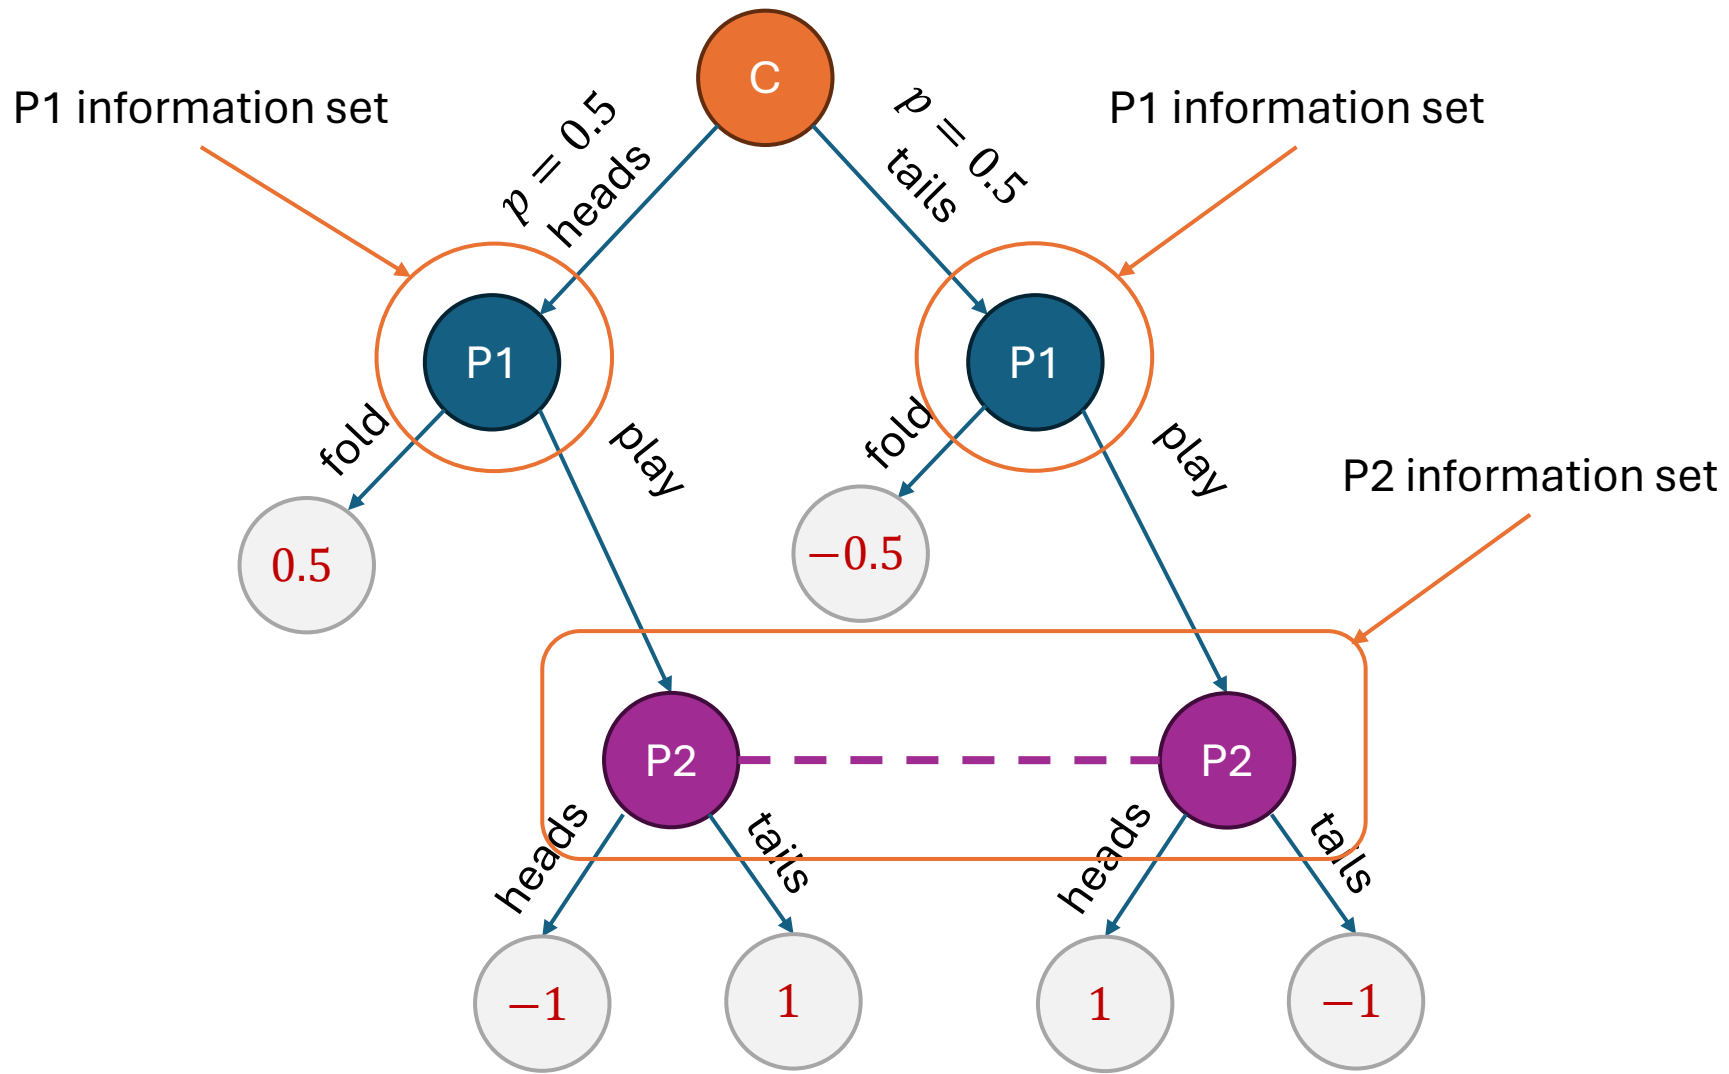 C
P1 information set
P1 information set
p = 0.5
heads
p = 0.5
tails
P1
P1
fold
play
fold
play
P2 information set
0.5
−0.5
P2
P2
heads
tails
heads
tails
−1
1
1
−1